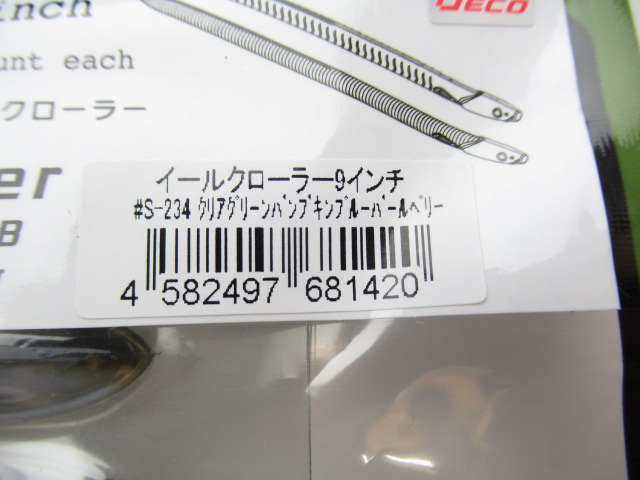 inch
ECO
unt each
クローラー
er
B
イールクローラー9インチ
#S-234 ｸﾘｱｸﾞﾘｰﾝﾊﾟﾝﾌﾟｷﾝﾌﾞﾙｰﾊﾟｰﾙﾍﾞﾘｰ
4 582497 681420